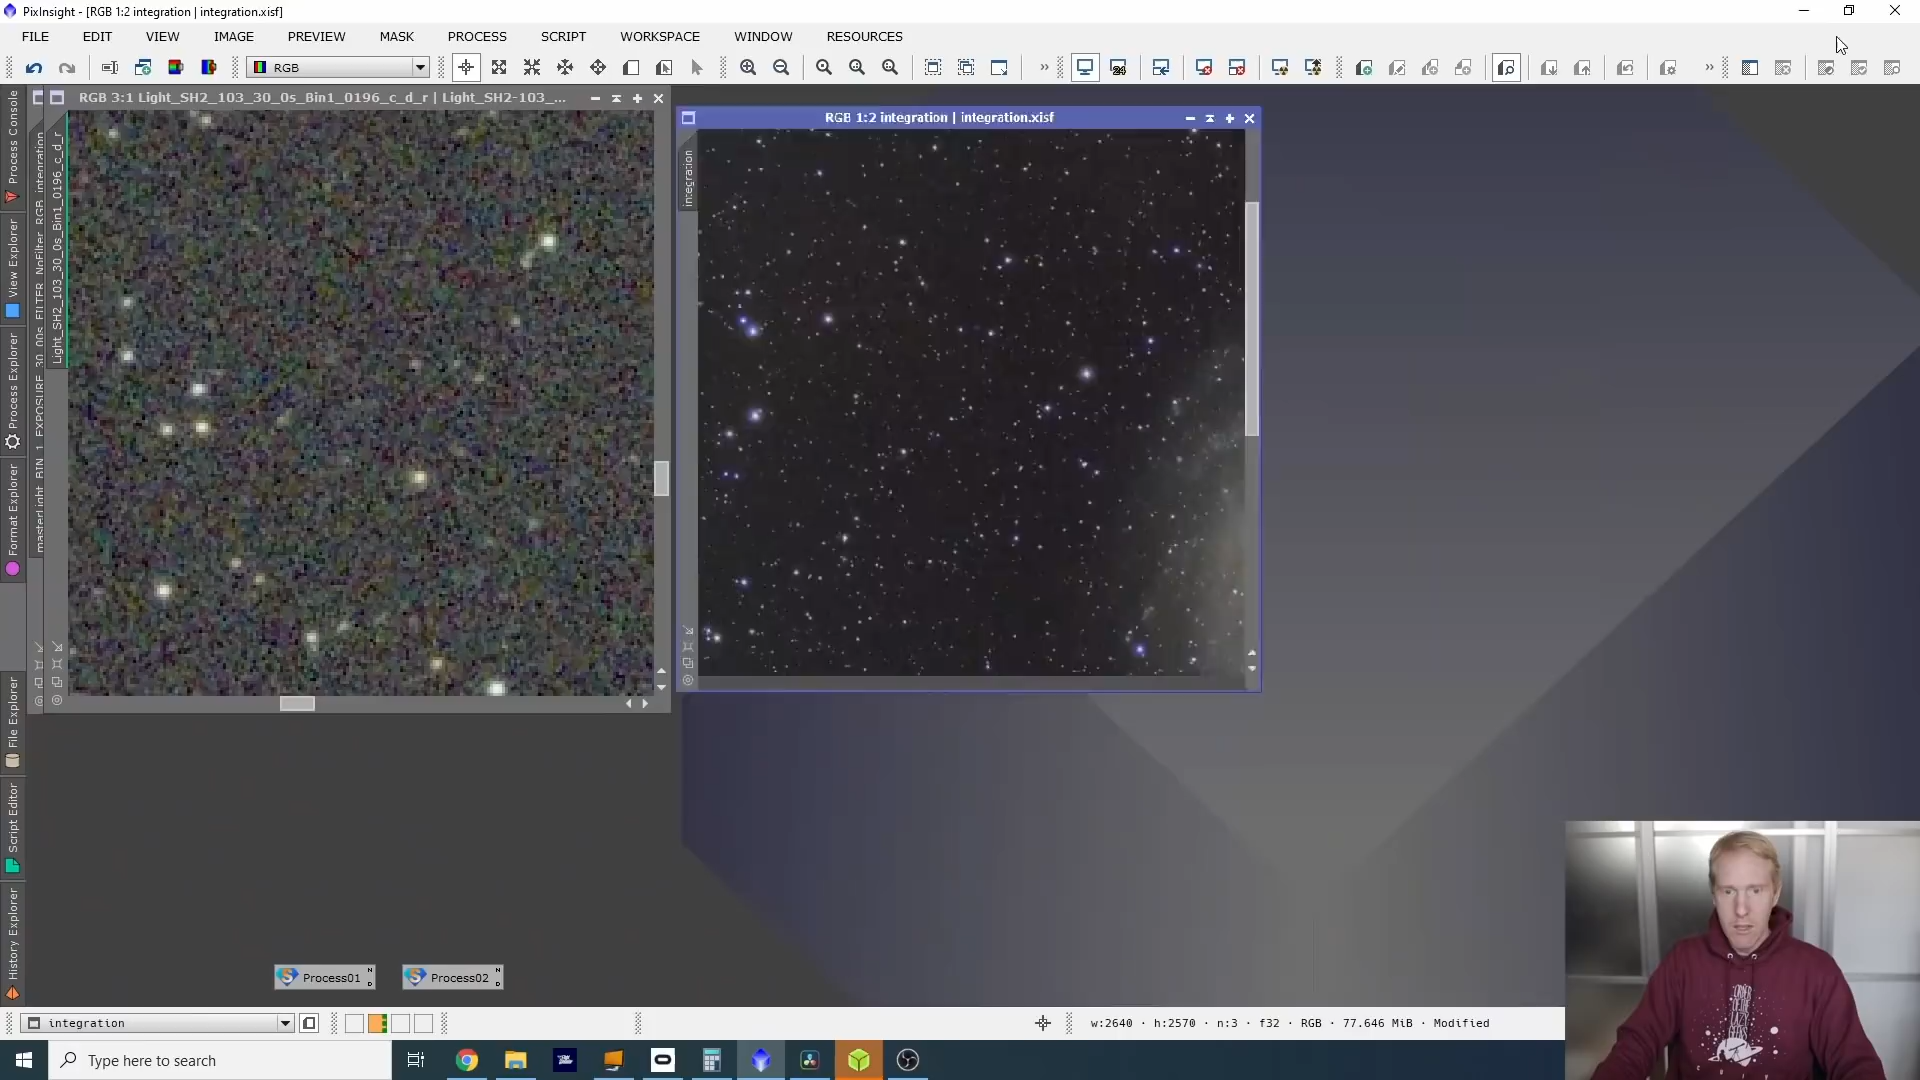 PixInsight - [RGB 1:2 integration | integration.xisf]
FILE EDIT VIEW IMAGE PREVIEW MASK PROCESS SCRIPT WORKSPACE WINDOW RESOURCES
RGB
RGB 3:1 Light_SH2_103_30_0s_Bin1_0196_c_d_r | Light_SH2-103_...
RGB 1:2 integration | integration.xisf
Process Console
View Explorer
Process Explorer
Format Explorer
File Explorer
Script Editor
History Explorer
masterLight_BIN_1_EXPOSURE_30_00s_FILTER_NoFilter_RGB_integration
Light_SH2_103_30_0s_Bin1_0196_c_d_r
integration
Process01
Process02
integration
w:2640 · h:2570 · n:3 · f32 · RGB · 77.646 MiB · Modified
Type here to search